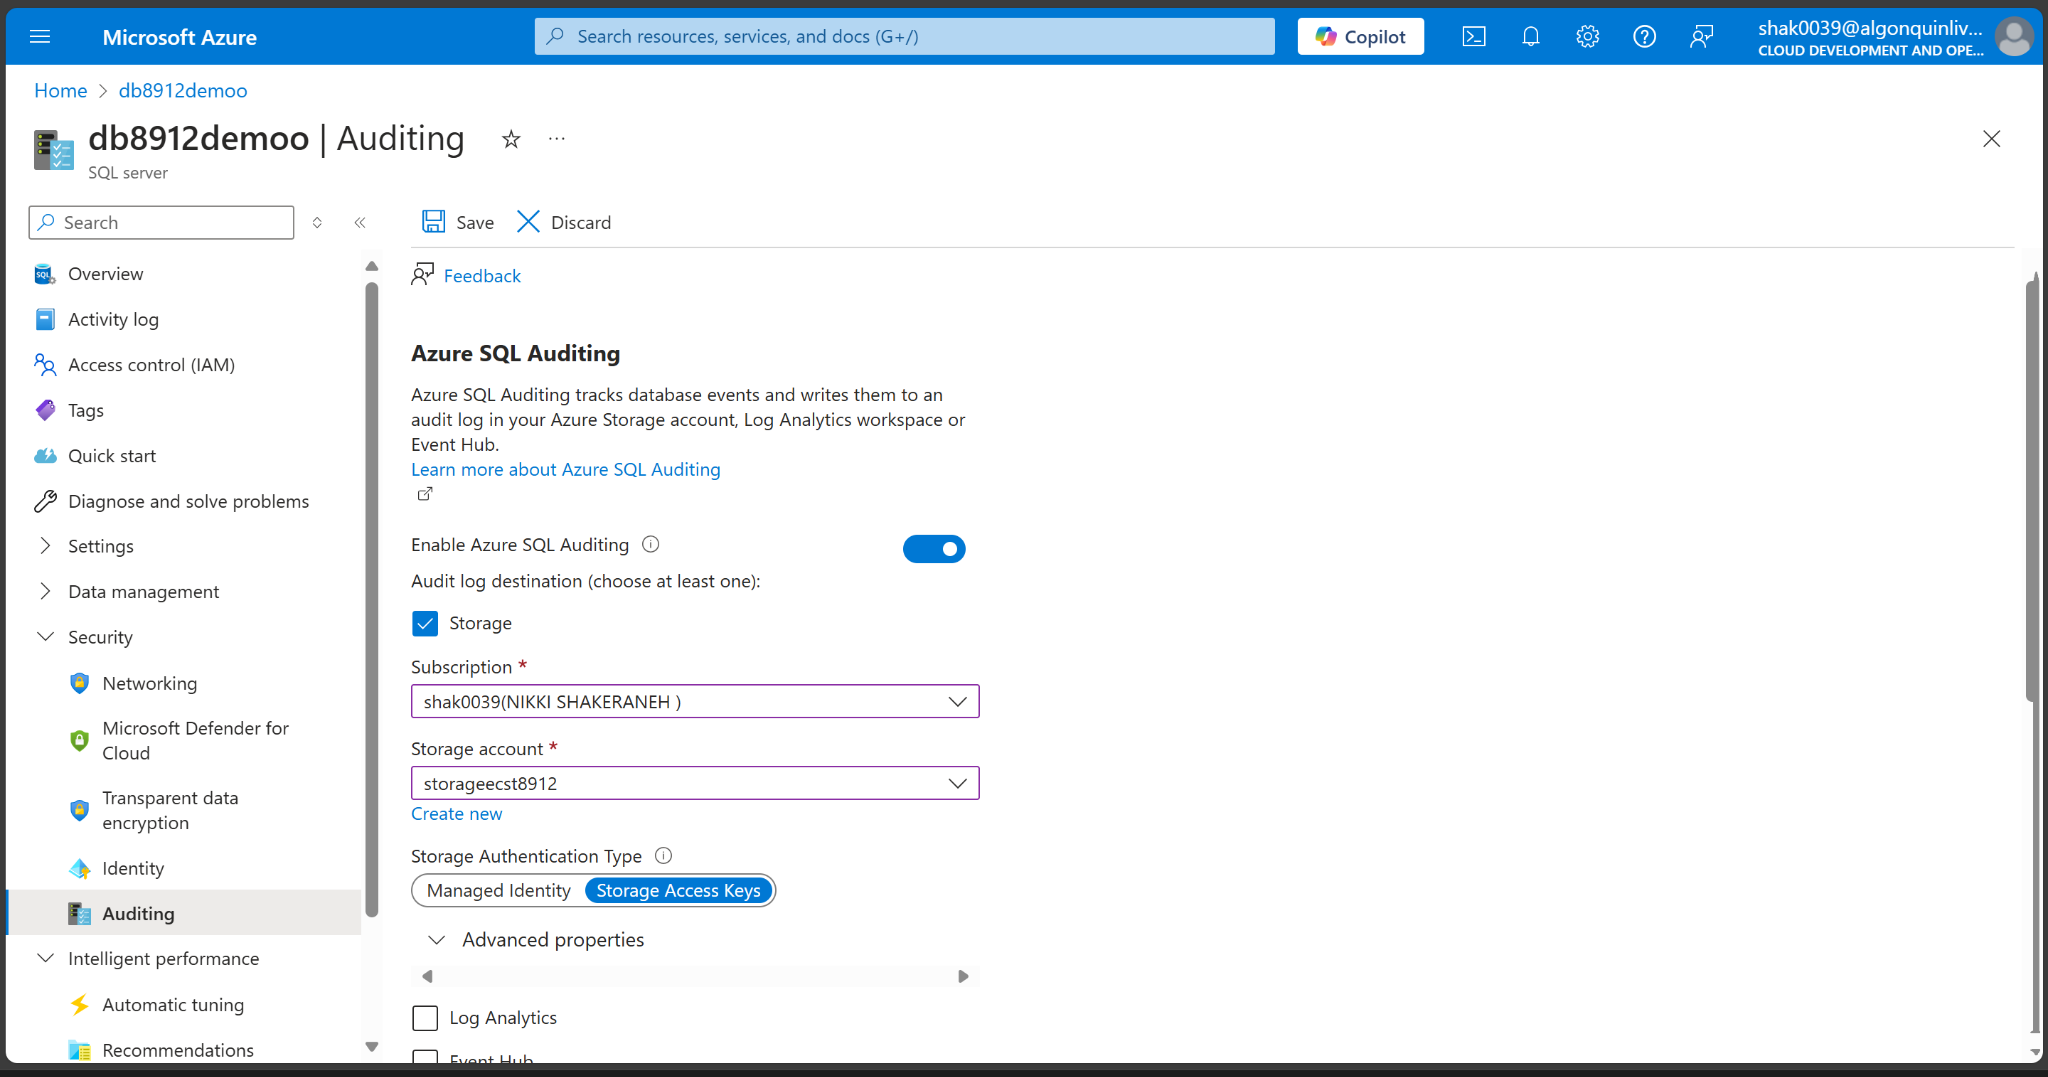 Microsoft Azure
Search resources, services, and docs (G+/)
Copilot
shak0039@algonquinliv...
CLOUD DEVELOPMENT AND OPE...
Home > db8912demoo
db8912demoo | Auditing
SQL server
Search
Save
Discard
Overview
Activity log
Access control (IAM)
Tags
Quick start
Diagnose and solve problems
Settings
Data management
Security
Networking
Microsoft Defender for
Cloud
Transparent data
encryption
Identity
Auditing
Intelligent performance
Automatic tuning
Recommendations
Feedback
Azure SQL Auditing
Azure SQL Auditing tracks database events and writes them to an
audit log in your Azure Storage account, Log Analytics workspace or
Event Hub.
Learn more about Azure SQL Auditing
Enable Azure SQL Auditing
Audit log destination (choose at least one):
Storage
Subscription *
shak0039(NIKKI SHAKERANEH )
Storage account *
storageecst8912
Create new
Storage Authentication Type
Managed Identity
Storage Access Keys
Advanced properties
Log Analytics
Event Hub